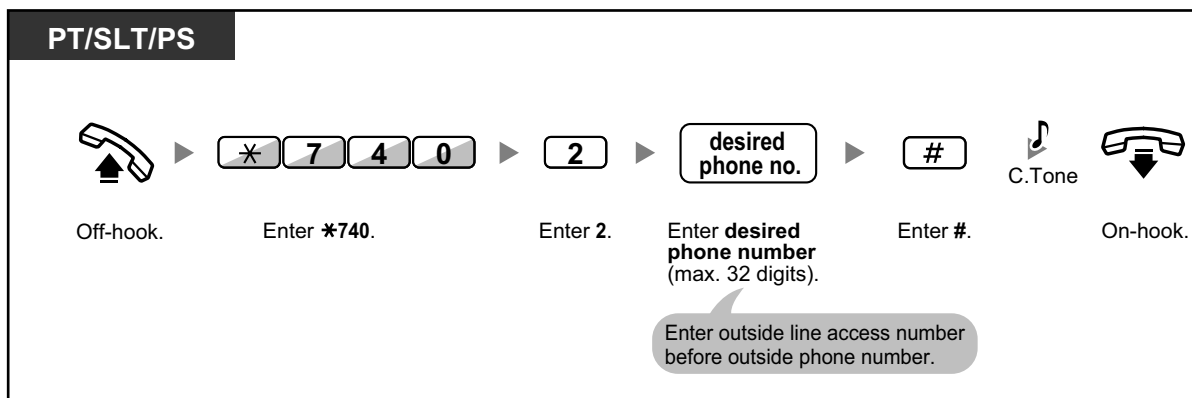 PT/SLT/PS
* 7 4 0
2
desired
phone no.
#
C.Tone
Off-hook.
Enter *740.
Enter 2.
Enter desired
phone number
(max. 32 digits).
Enter #.
On-hook.
Enter outside line access number
before outside phone number.